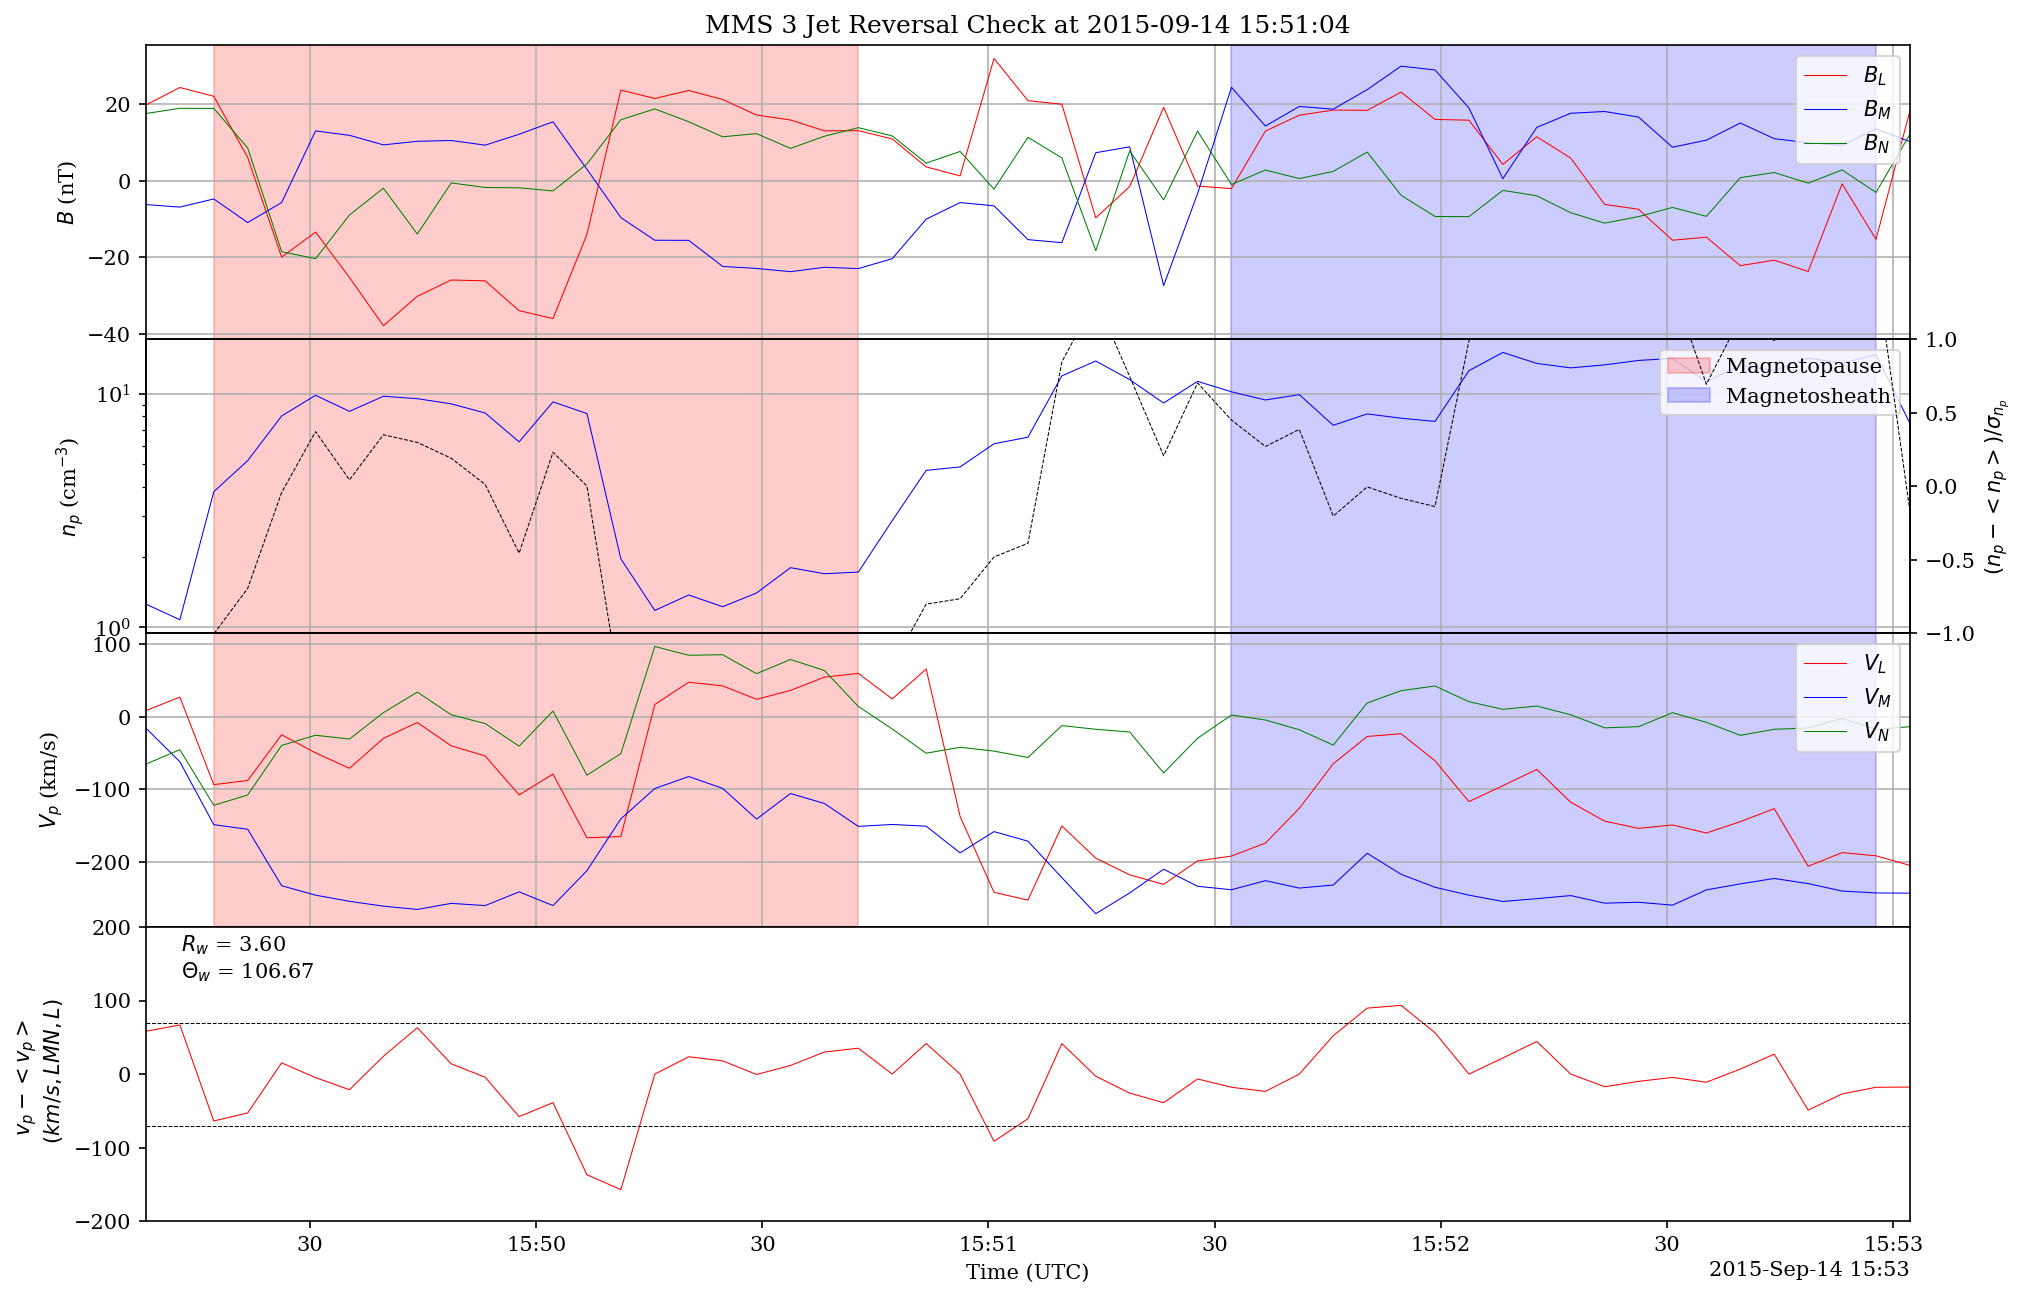 MMS 3 Jet Reversal Check at 2015-09-14 15:51:04
20
0
−20
−40
B (nT)
B_L
B_M
B_N
10^1
10^0
n_p (cm^−3)
1.0
0.5
0.0
−0.5
−1.0
(n_p − < n_p >)/σ_{n_p}
Magnetopause
Magnetosheath
100
0
−100
−200
V_p (km/s)
V_L
V_M
V_N
200
100
0
−100
−200
v_p − < v_p >
(km/s, LMN, L)
R_w = 3.60
Θ_w = 106.67
30 15:50 30 15:51 30 15:52 30 15:53
Time (UTC)
2015-Sep-14 15:53